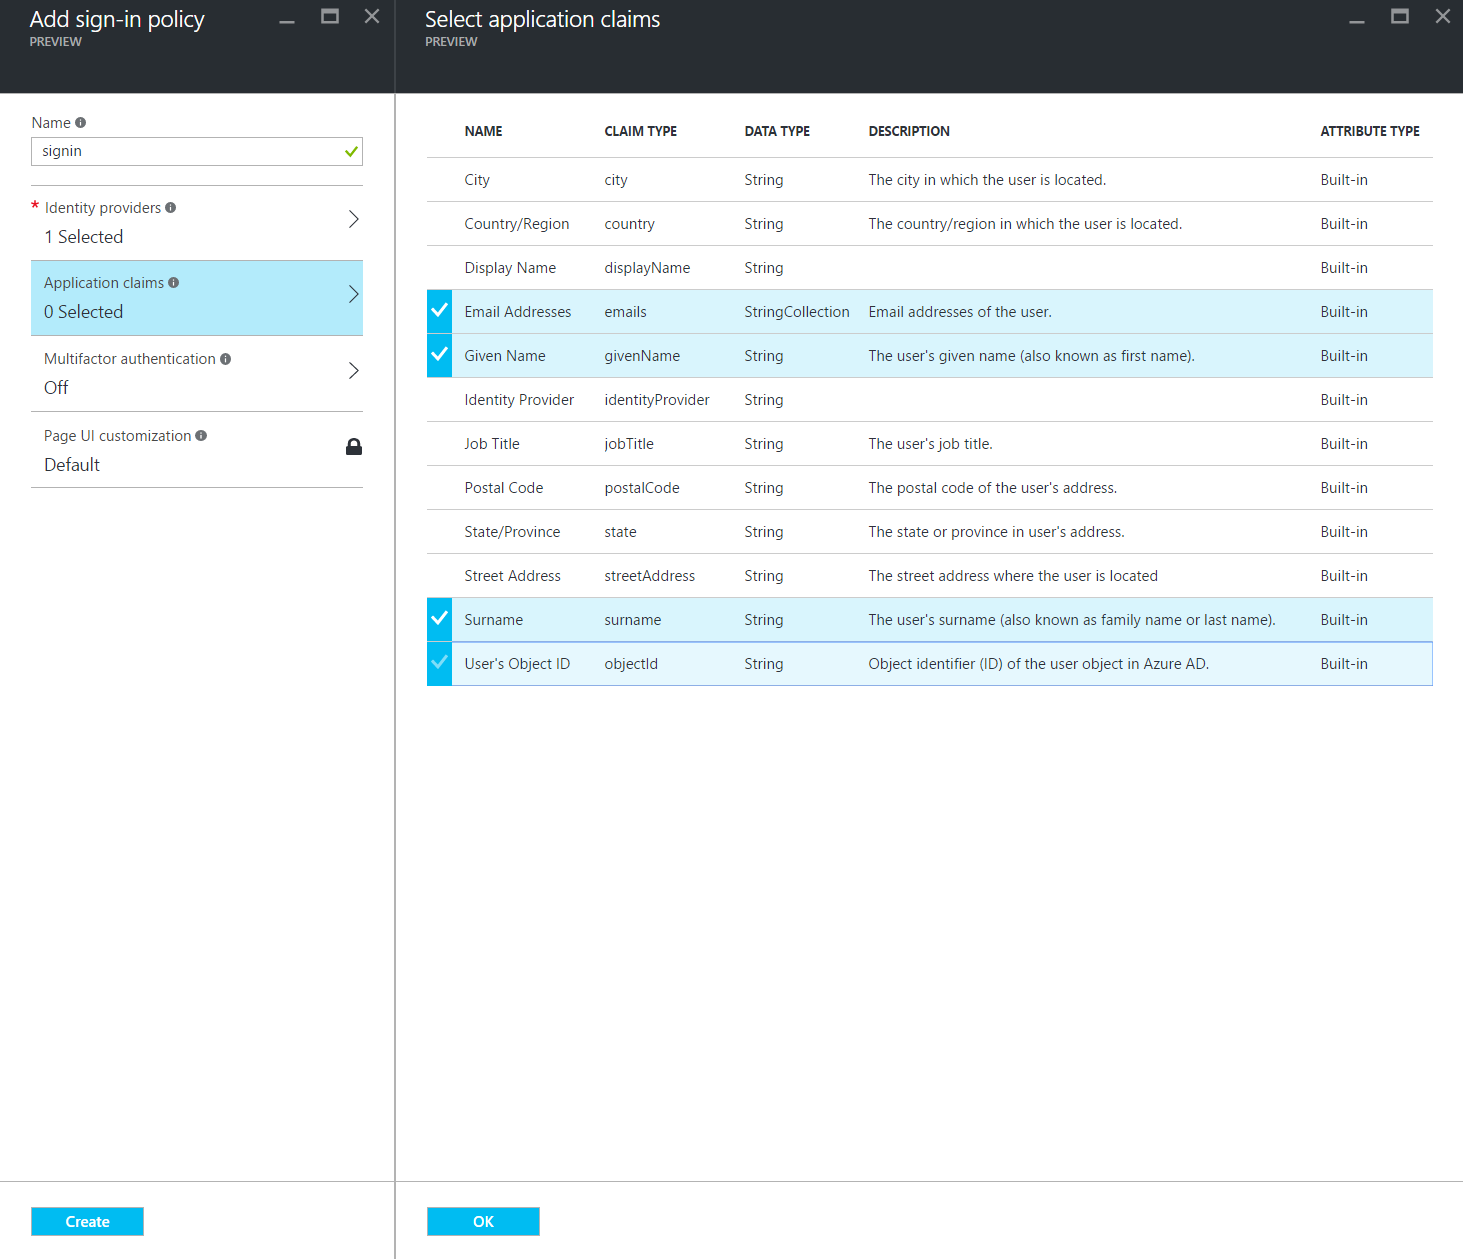 Add sign-in policy
PREVIEW
Name
signin
* Identity providers
1 Selected
Application claims
0 Selected
Multifactor authentication
Off
Page UI customization
Default
Create
Select application claims
PREVIEW
NAME CLAIM TYPE DATA TYPE DESCRIPTION ATTRIBUTE TYPE
City city String The city in which the user is located. Built-in
Country/Region country String The country/region in which the user is located. Built-in
Display Name displayName String Built-in
Email Addresses emails StringCollection Email addresses of the user. Built-in
Given Name givenName String The user's given name (also known as first name). Built-in
Identity Provider identityProvider String Built-in
Job Title jobTitle String The user's job title. Built-in
Postal Code postalCode String The postal code of the user's address. Built-in
State/Province state String The state or province in user's address. Built-in
Street Address streetAddress String The street address where the user is located Built-in
Surname surname String The user's surname (also known as family name or last name). Built-in
User's Object ID objectId String Object identifier (ID) of the user object in Azure AD. Built-in
OK